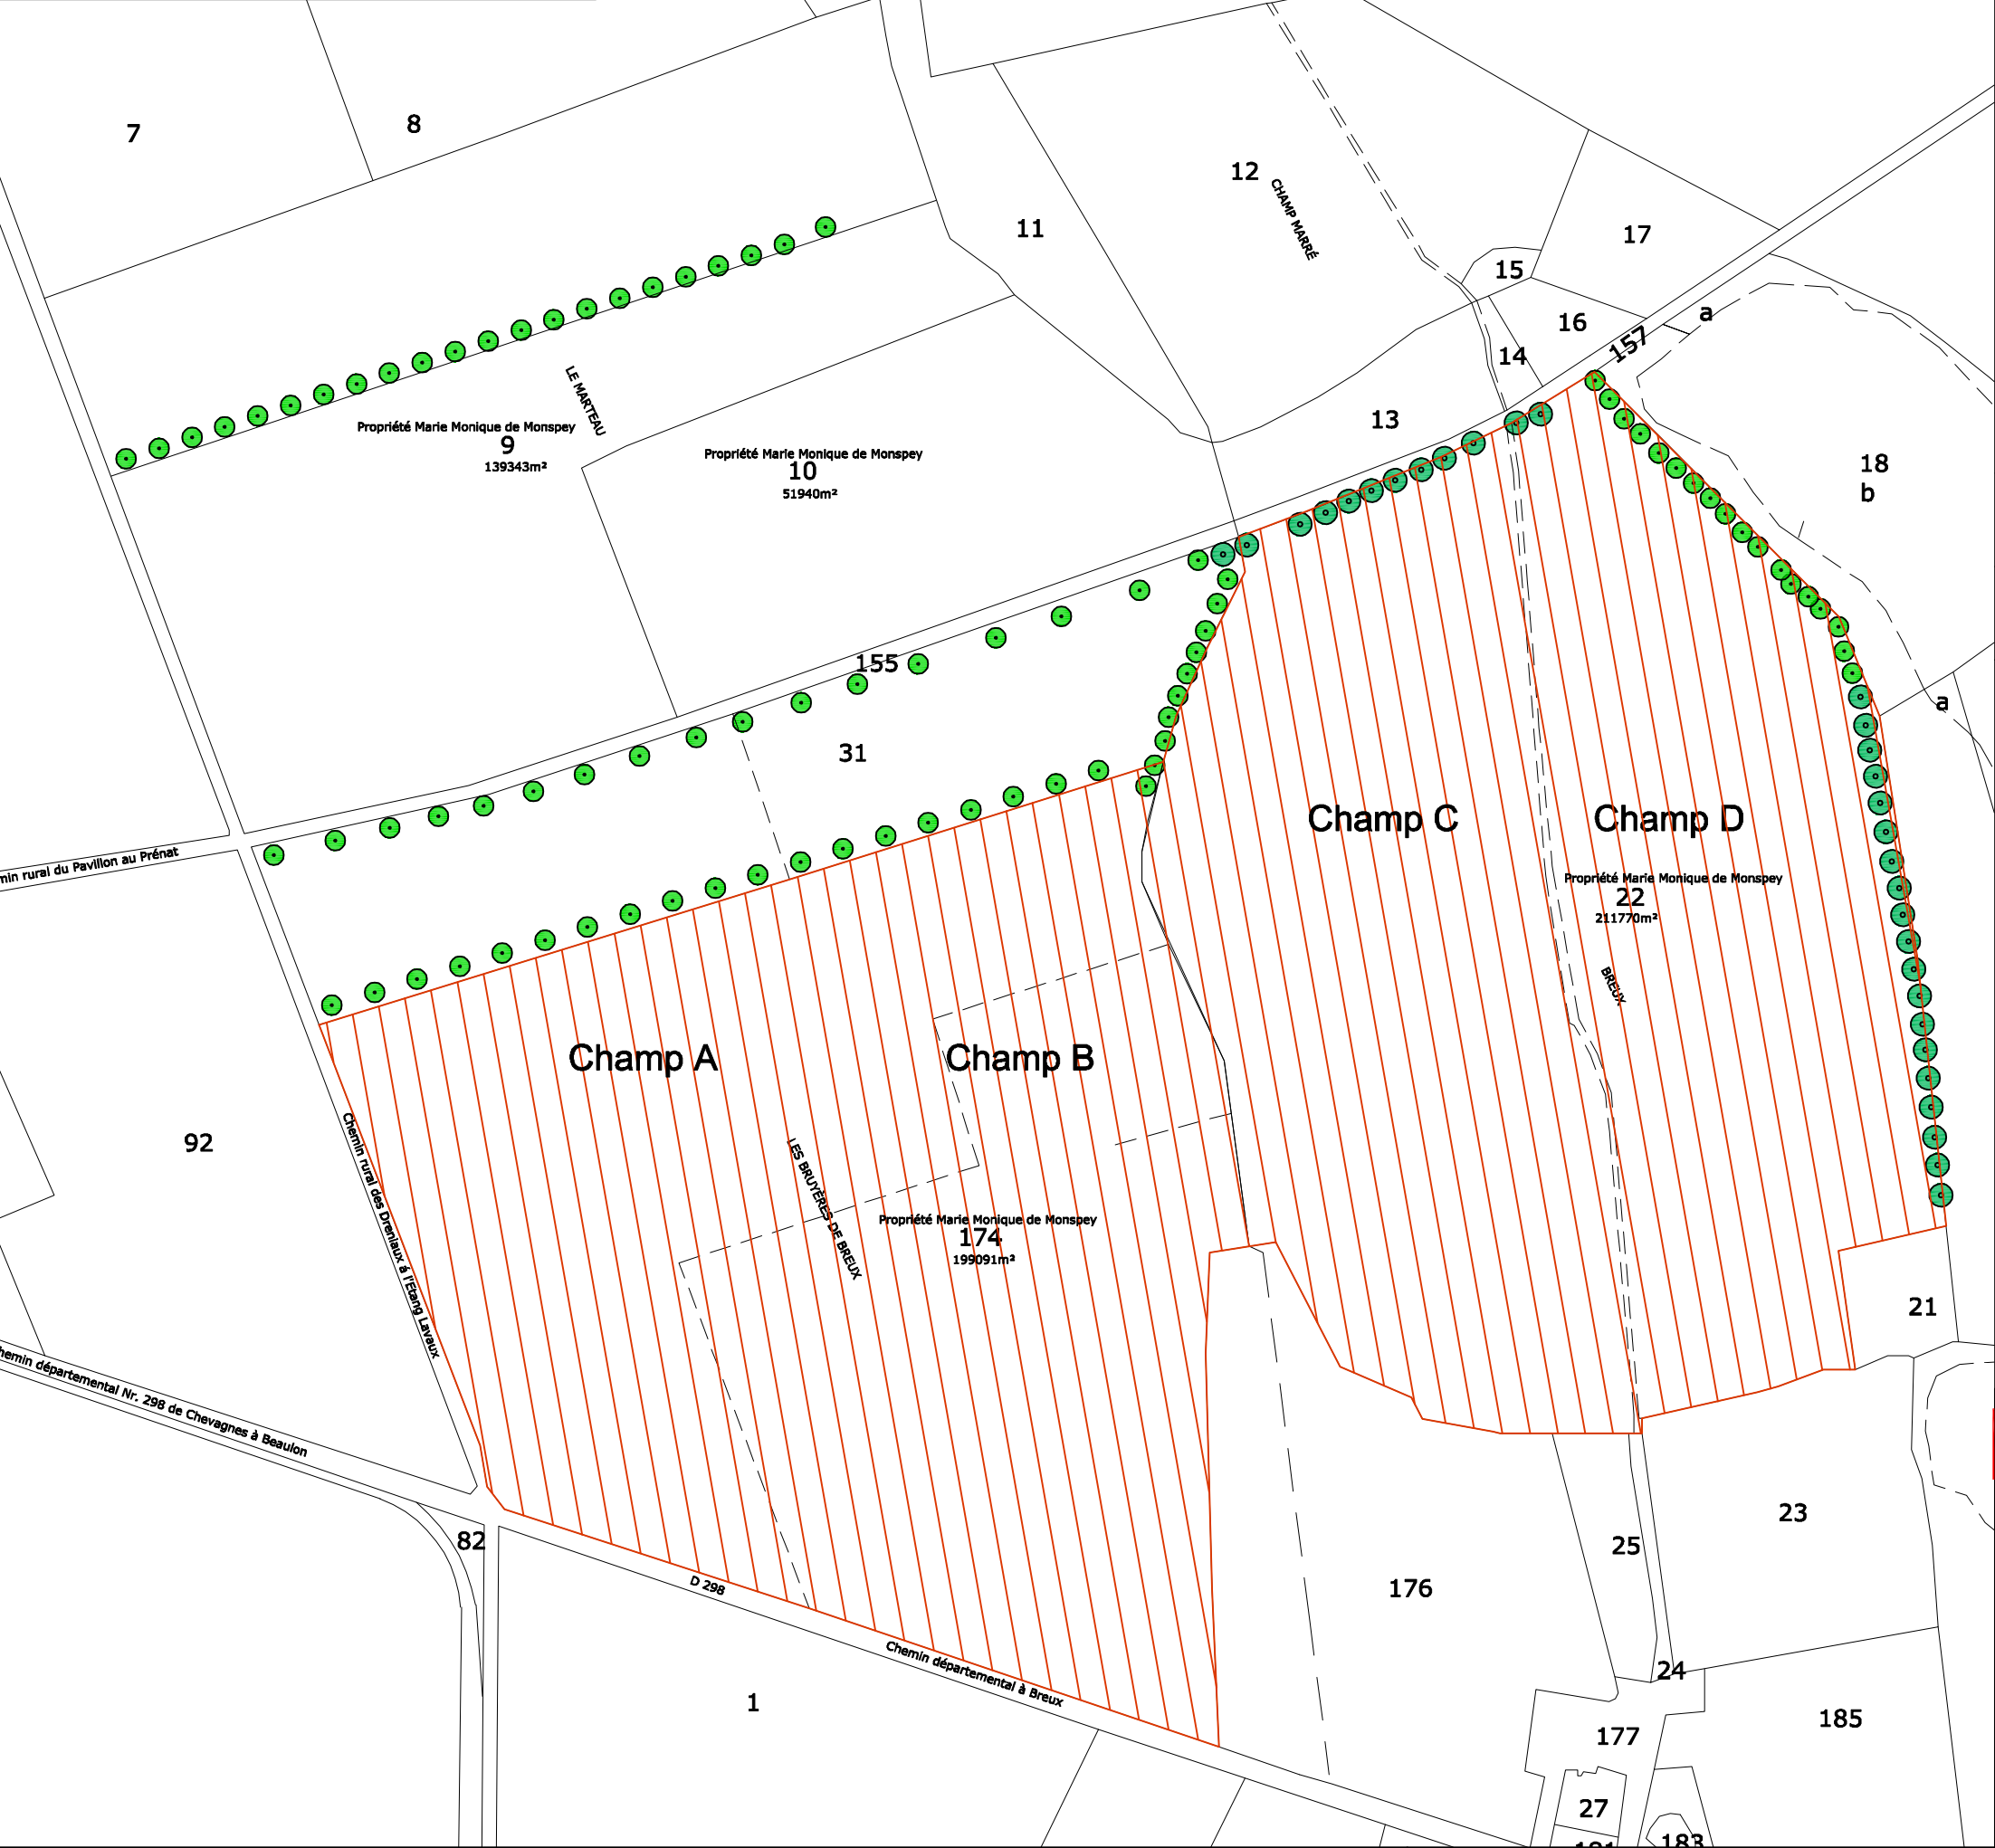 7
8
12
CHAMP MARRÉ
11
17
15
a
16
157
14
LE MARTEAU
13
Propriété Marie Monique de Monspey
9
139343m²
Propriété Marie Monique de Monspey
10
51940m²
18
b
155
a
31
Champ C
Champ D
min rural du Pavillon au Prénat
Propriété Marie Monique de Monspey
22
211770m²
BREUX
Champ A
Champ B
92
Chemin rural des Dreniaux á l'Etang Lavaux
LES BRUYÈRES DE BREUX
Propriété Marie Monique de Monspey
174
199091m²
21
hemin départemental Nr. 298 de Chevagnes à Beaulon
82
23
25
D 298
176
Chemin départemental à Breux
24
1
185
177
27
181
183